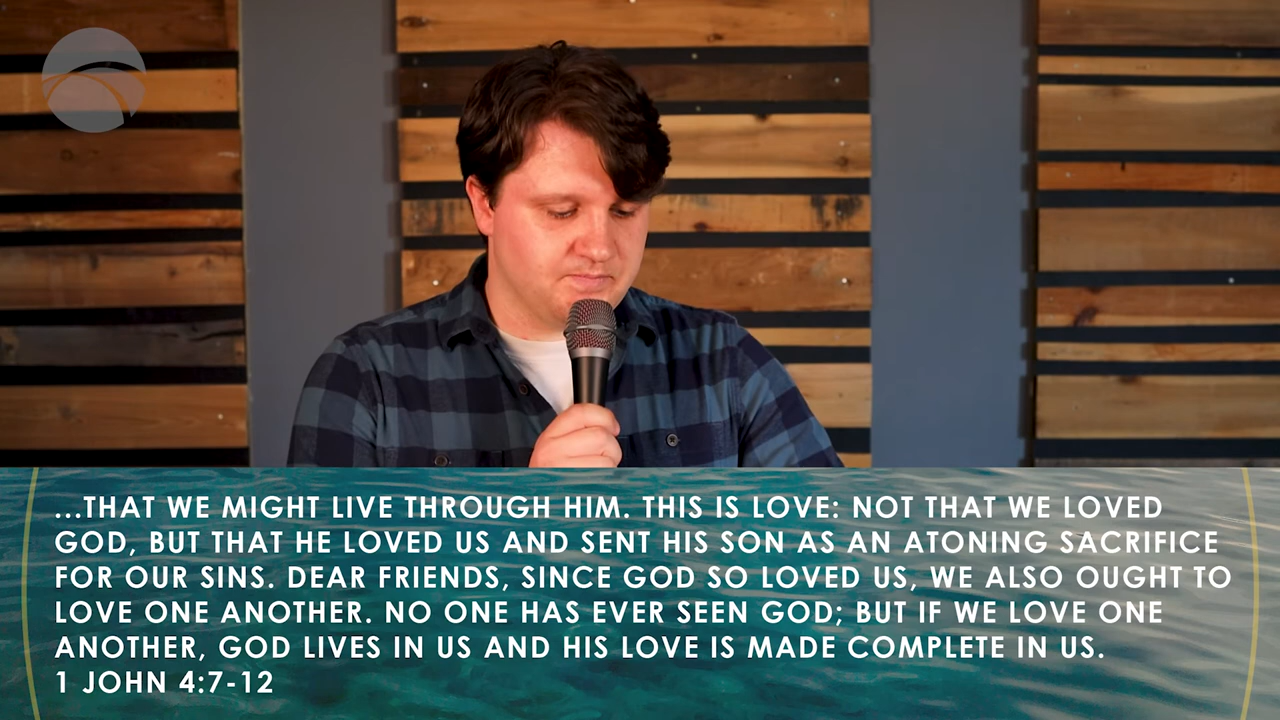 ...THAT WE MIGHT LIVE THROUGH HIM. THIS IS LOVE: NOT THAT WE LOVED
GOD, BUT THAT HE LOVED US AND SENT HIS SON AS AN ATONING SACRIFICE
FOR OUR SINS. DEAR FRIENDS, SINCE GOD SO LOVED US, WE ALSO OUGHT TO
LOVE ONE ANOTHER. NO ONE HAS EVER SEEN GOD; BUT IF WE LOVE ONE
ANOTHER, GOD LIVES IN US AND HIS LOVE IS MADE COMPLETE IN US.
1 JOHN 4:7-12